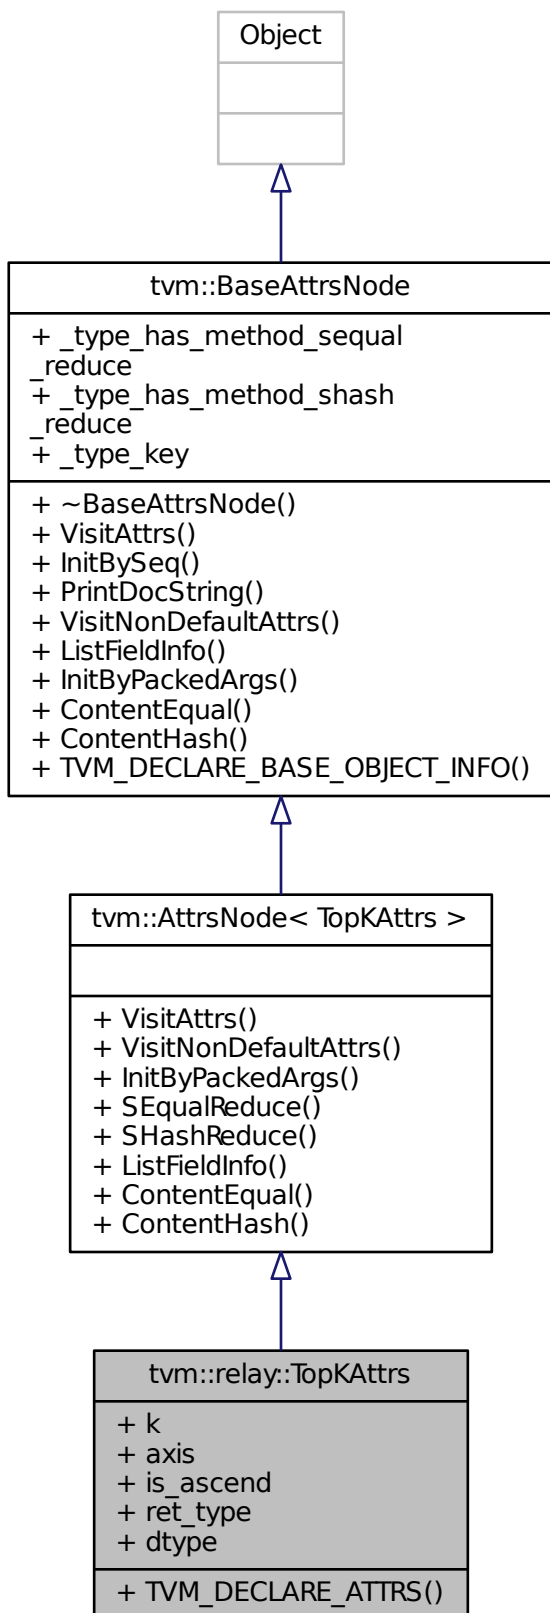 Object
tvm::BaseAttrsNode
+ _type_has_method_sequal
_reduce
+ _type_has_method_shash
_reduce
+ _type_key
+ ~BaseAttrsNode()
+ VisitAttrs()
+ InitBySeq()
+ PrintDocString()
+ VisitNonDefaultAttrs()
+ ListFieldInfo()
+ InitByPackedArgs()
+ ContentEqual()
+ ContentHash()
+ TVM_DECLARE_BASE_OBJECT_INFO()
tvm::AttrsNode< TopKAttrs >
+ VisitAttrs()
+ VisitNonDefaultAttrs()
+ InitByPackedArgs()
+ SEqualReduce()
+ SHashReduce()
+ ListFieldInfo()
+ ContentEqual()
+ ContentHash()
tvm::relay::TopKAttrs
+ k
+ axis
+ is_ascend
+ ret_type
+ dtype
+ TVM_DECLARE_ATTRS()